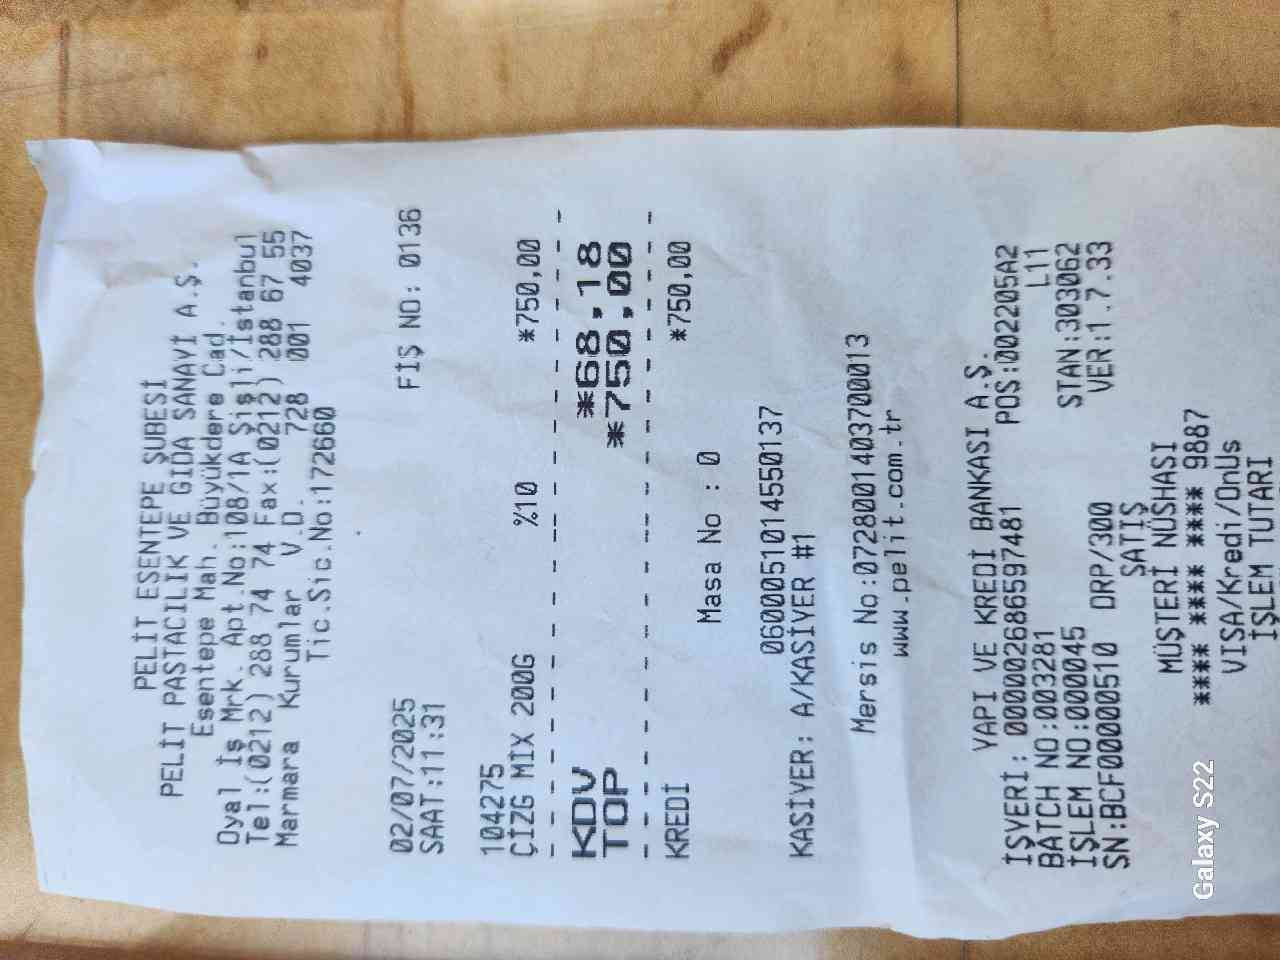 PELİT ESENTEPE ŞUBESİ
PELİT PASTACILIK VE GIDA SANAYİ A.Ş.
Esentepe Mah. Büyükdere Cad.
Oyal İş Mrk. Apt.No:108/1A Şişli/İstanbul
Tel:(0212) 288 74 74 Fax:(0212) 288 67 55
Marmara Kurumlar V.D. 728 001 4037
Tic.Sic.No:172660
02/07/2025 FİŞ NO: 0136
SAAT:11:31
104275
ÇİZG MİX 200G %10 *750,00
KDV *68,18
TOP *750,00
KREDİ *750,00
Masa No : 0
0600051014550137
KASİYER: A/KASİYER #1
Mersis No:0728001403700013
www.pelit.com.tr
YAPI VE KREDİ BANKASI A.Ş.
İŞYERİ: 000002686597481 POS:002205A2
BATCH NO:003281 L11
İŞLEM NO:000045 STAN:303062
SN:BCF00000510 DRP/300 VER:1.7.33
SATIŞ
MÜŞTERİ NÜSHASI
**** **** **** 9887
VISA/Kredi/OnUs
İŞLEM TUTARI
Galaxy S22